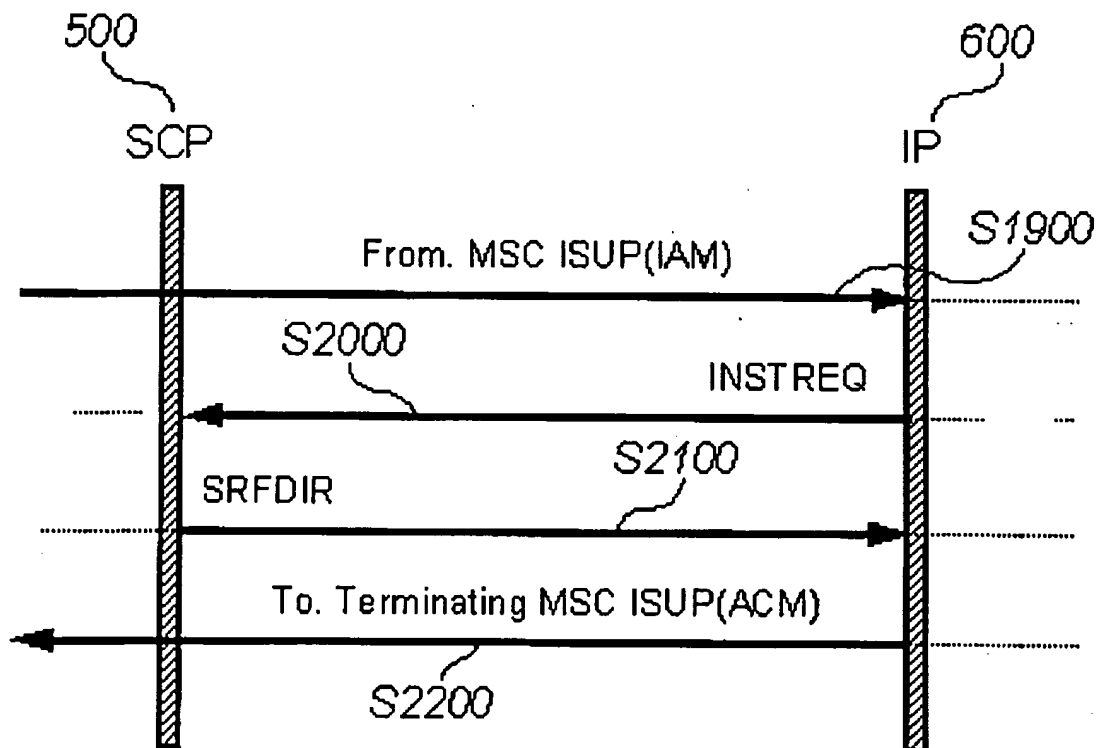 500
600
SCP
IP
From. MSC ISUP(IAM)
S1900
S2000
INSTREQ
SRFDIR
S2100
To. Terminating MSC ISUP(ACM)
S2200